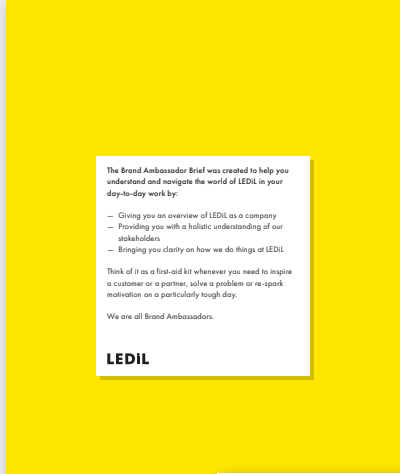 The Brand Ambassador Brief was created to help you
understand and navigate the world of LEDiL in your
day-to-day work by:
— Giving you an overview of LEDiL as a company
— Providing you with a holistic understanding of our
stakeholders
— Bringing you clarity on how we do things at LEDiL
Think of it as a first-aid kit whenever you need to inspire
a customer or a partner, solve a problem or re-spark
motivation on a particularly tough day.
We are all Brand Ambassadors.
LEDiL